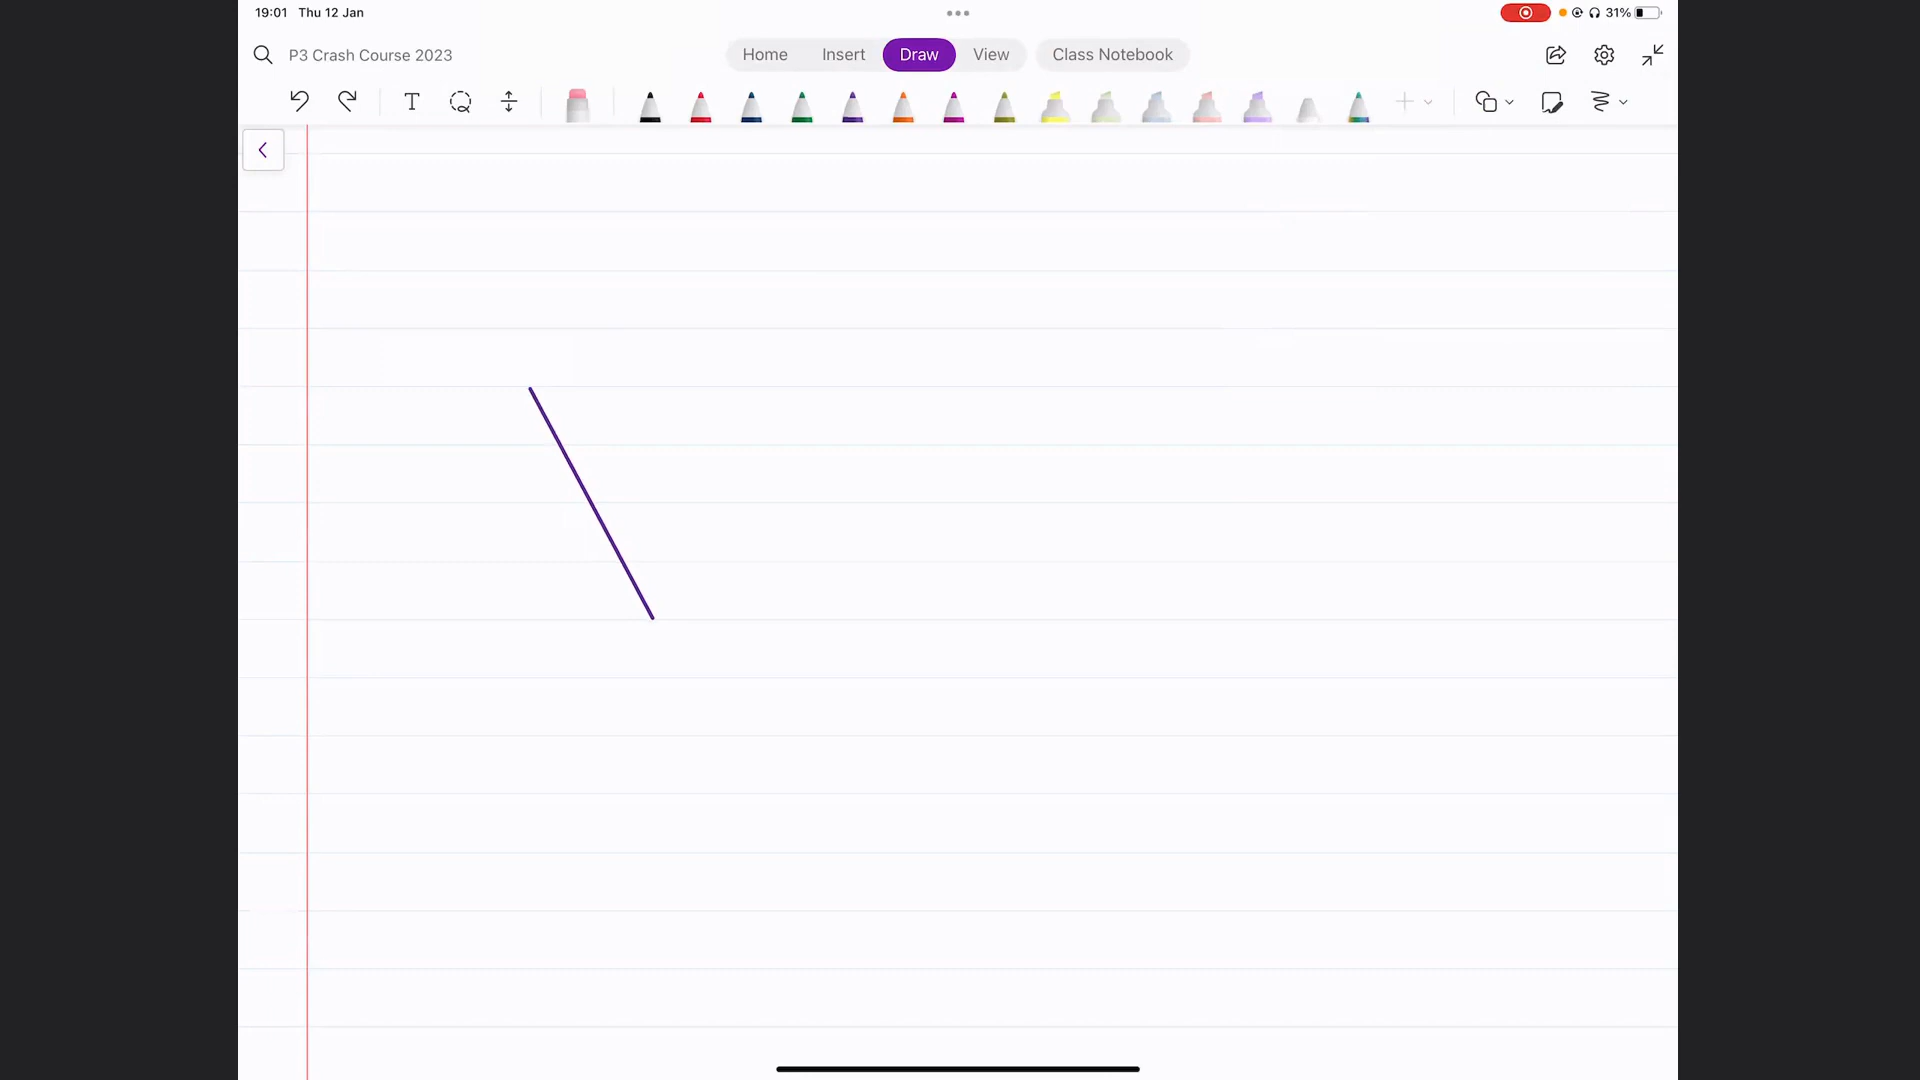 19:01 Thu 12 Jan
31%
P3 Crash Course 2023
Home Insert Draw View Class Notebook
T